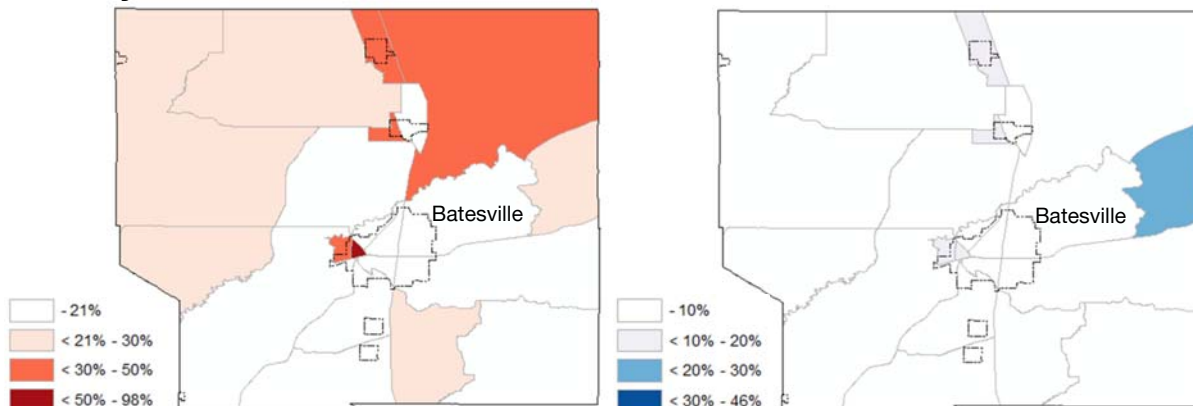 Batesville
- 21%
< 21% - 30%
< 30% - 50%
< 50% - 98%
Batesville
- 10%
< 10% - 20%
< 20% - 30%
< 30% - 46%